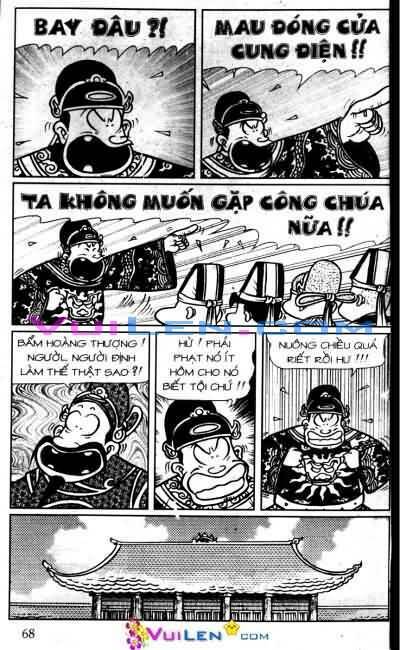 BAY ĐÂU ?!
MAU ĐÓNG CỬA
CUNG ĐIỆN !!
TA KHÔNG MUỐN GẶP CÔNG CHÚA
NỮA !!
BẨM HOÀNG THƯỢNG !
NGƯỜI, NGƯỜI ĐỊNH
LÀM THẾ THẬT SAO ?!
HỪ ! PHẢI
PHẠT NÓ ÍT
HÔM CHO NÓ
BIẾT TỘI CHỨ !!
NUÔNG CHIỀU QUÁ
RIẾT RỒI HƯ !!!
VUILEN.COM
68
VUILEN.COM